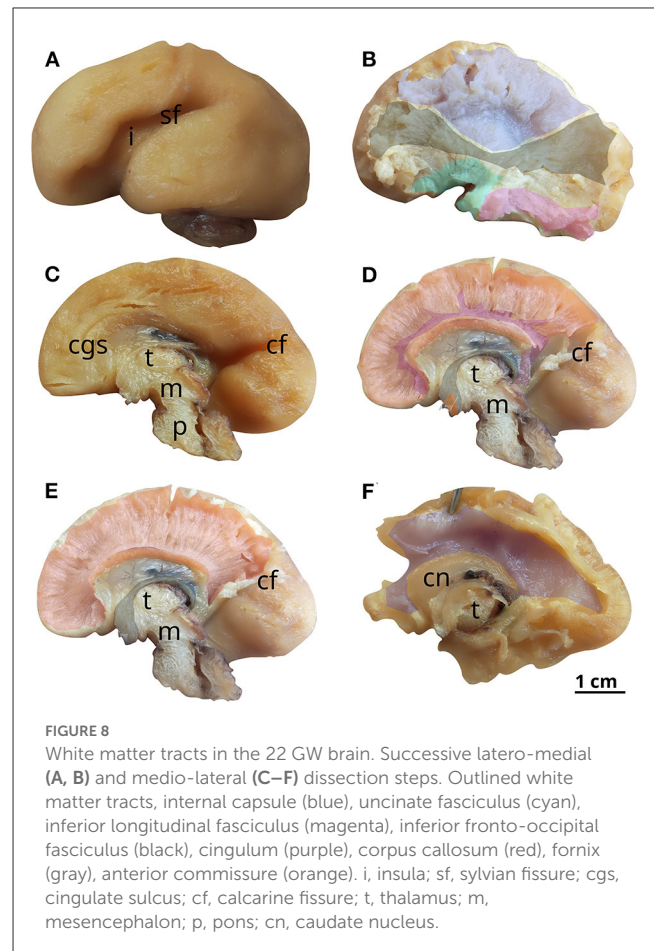 A
B
sf
i
C
D
cgs
cf
t
m
p
cf
t
m
E
F
cf
t
m
cn
t
1 cm
FIGURE 8
White matter tracts in the 22 GW brain. Successive latero-medial
(A, B) and medio-lateral (C–F) dissection steps. Outlined white
matter tracts, internal capsule (blue), uncinate fasciculus (cyan),
inferior longitudinal fasciculus (magenta), inferior fronto-occipital
fasciculus (black), cingulum (purple), corpus callosum (red), fornix
(gray), anterior commissure (orange). i, insula; sf, sylvian fissure; cgs,
cingulate sulcus; cf, calcarine fissure; t, thalamus; m,
mesencephalon; p, pons; cn, caudate nucleus.